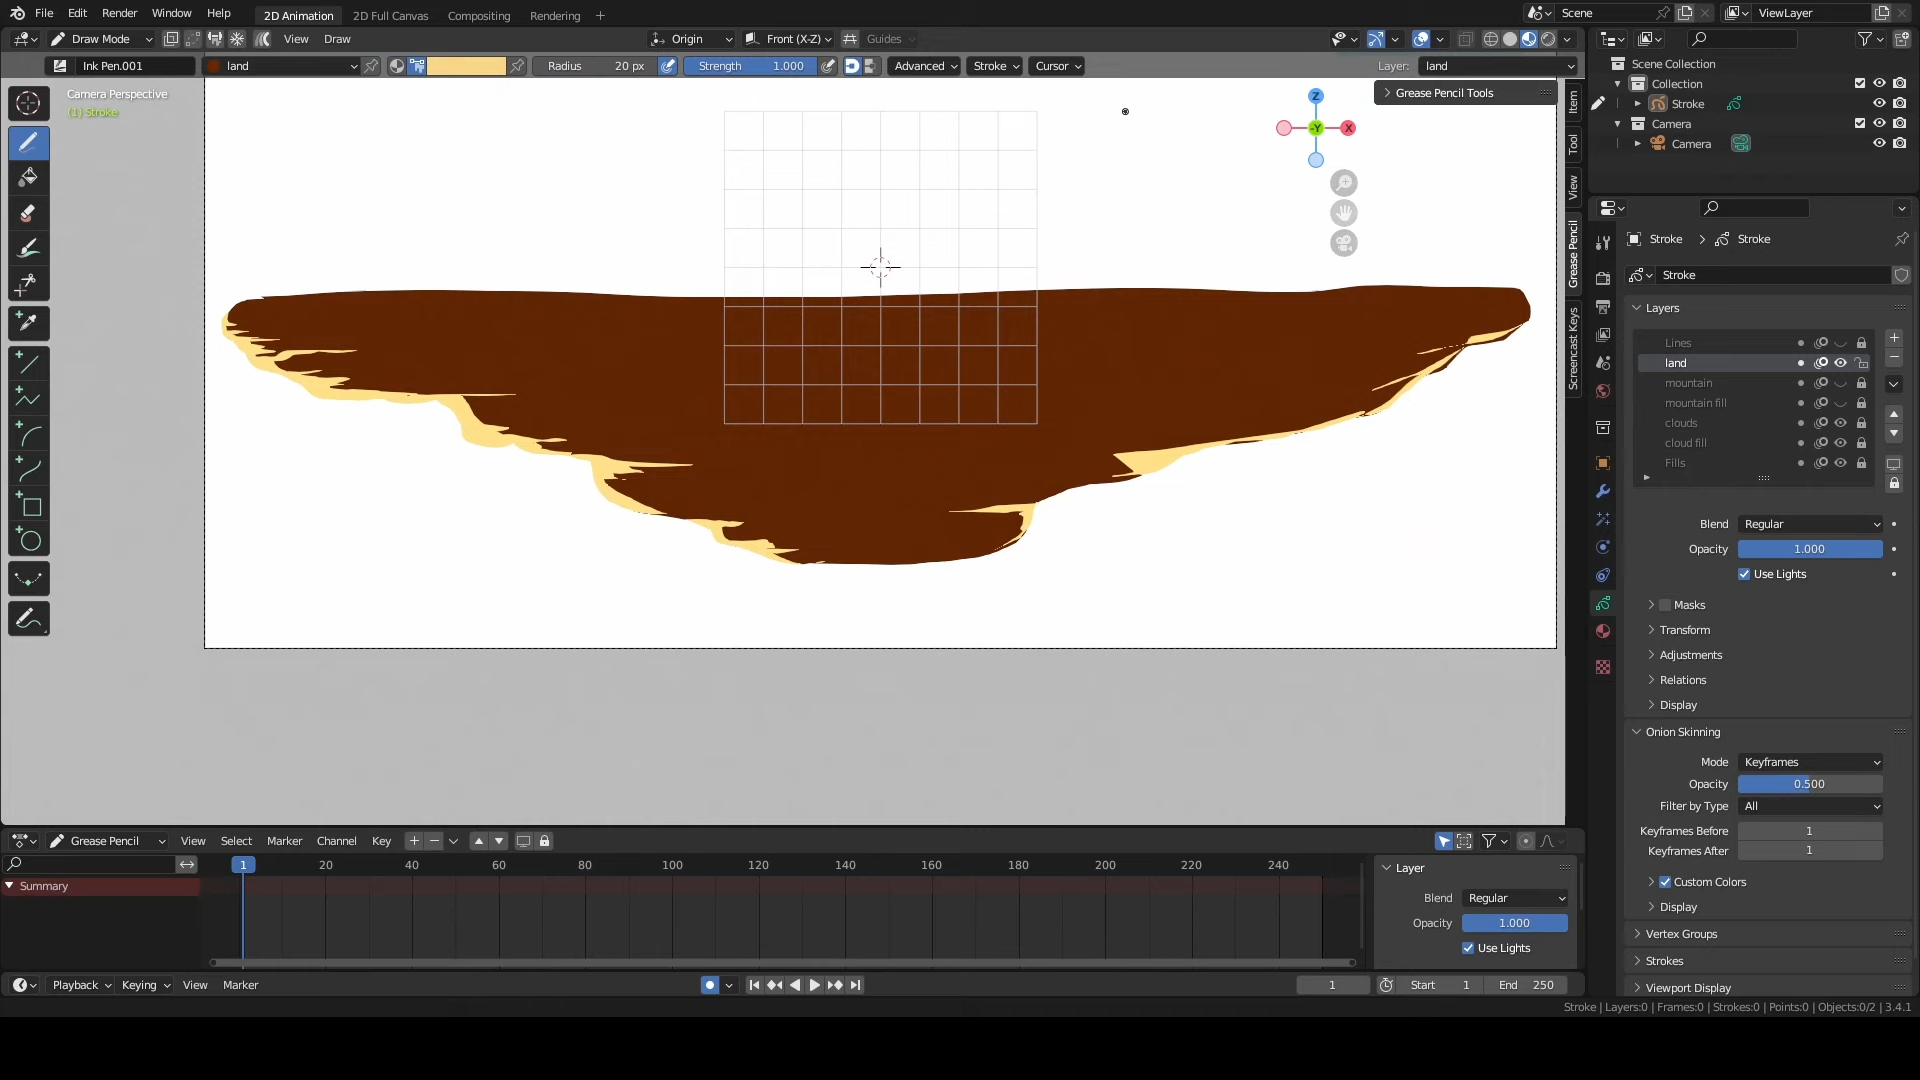 File Edit Render Window Help 2D Animation 2D Full Canvas Compositing Rendering + Scene ViewLayer
Draw Mode View Draw Origin Front (X-Z) Guides
Ink Pen.001 land Radius 20 px Strength 1.000 Advanced Stroke Cursor Layer: land
Camera Perspective
(1) Stroke
Grease Pencil Tools
Z
-Y
X
Item
Tool
View
Grease Pencil
Screencast Keys
Scene Collection
Collection
Stroke
Camera
Camera
Stroke Stroke
Stroke
Layers
Lines
land
mountain
mountain fill
clouds
cloud fill
Fills
Blend Regular
Opacity 1.000
Use Lights
Masks
Transform
Adjustments
Relations
Display
Onion Skinning
Mode Keyframes
Opacity 0.500
Filter by Type All
Keyframes Before 1
Keyframes After 1
Custom Colors
Display
Vertex Groups
Strokes
Viewport Display
Grease Pencil View Select Marker Channel Key
1 20 40 60 80 100 120 140 160 180 200 220 240
Summary
Layer
Blend Regular
Opacity 1.000
Use Lights
Playback Keying View Marker 1 Start 1 End 250
Stroke | Layers:0 | Frames:0 | Strokes:0 | Points:0 | Objects:0/2 | 3.4.1